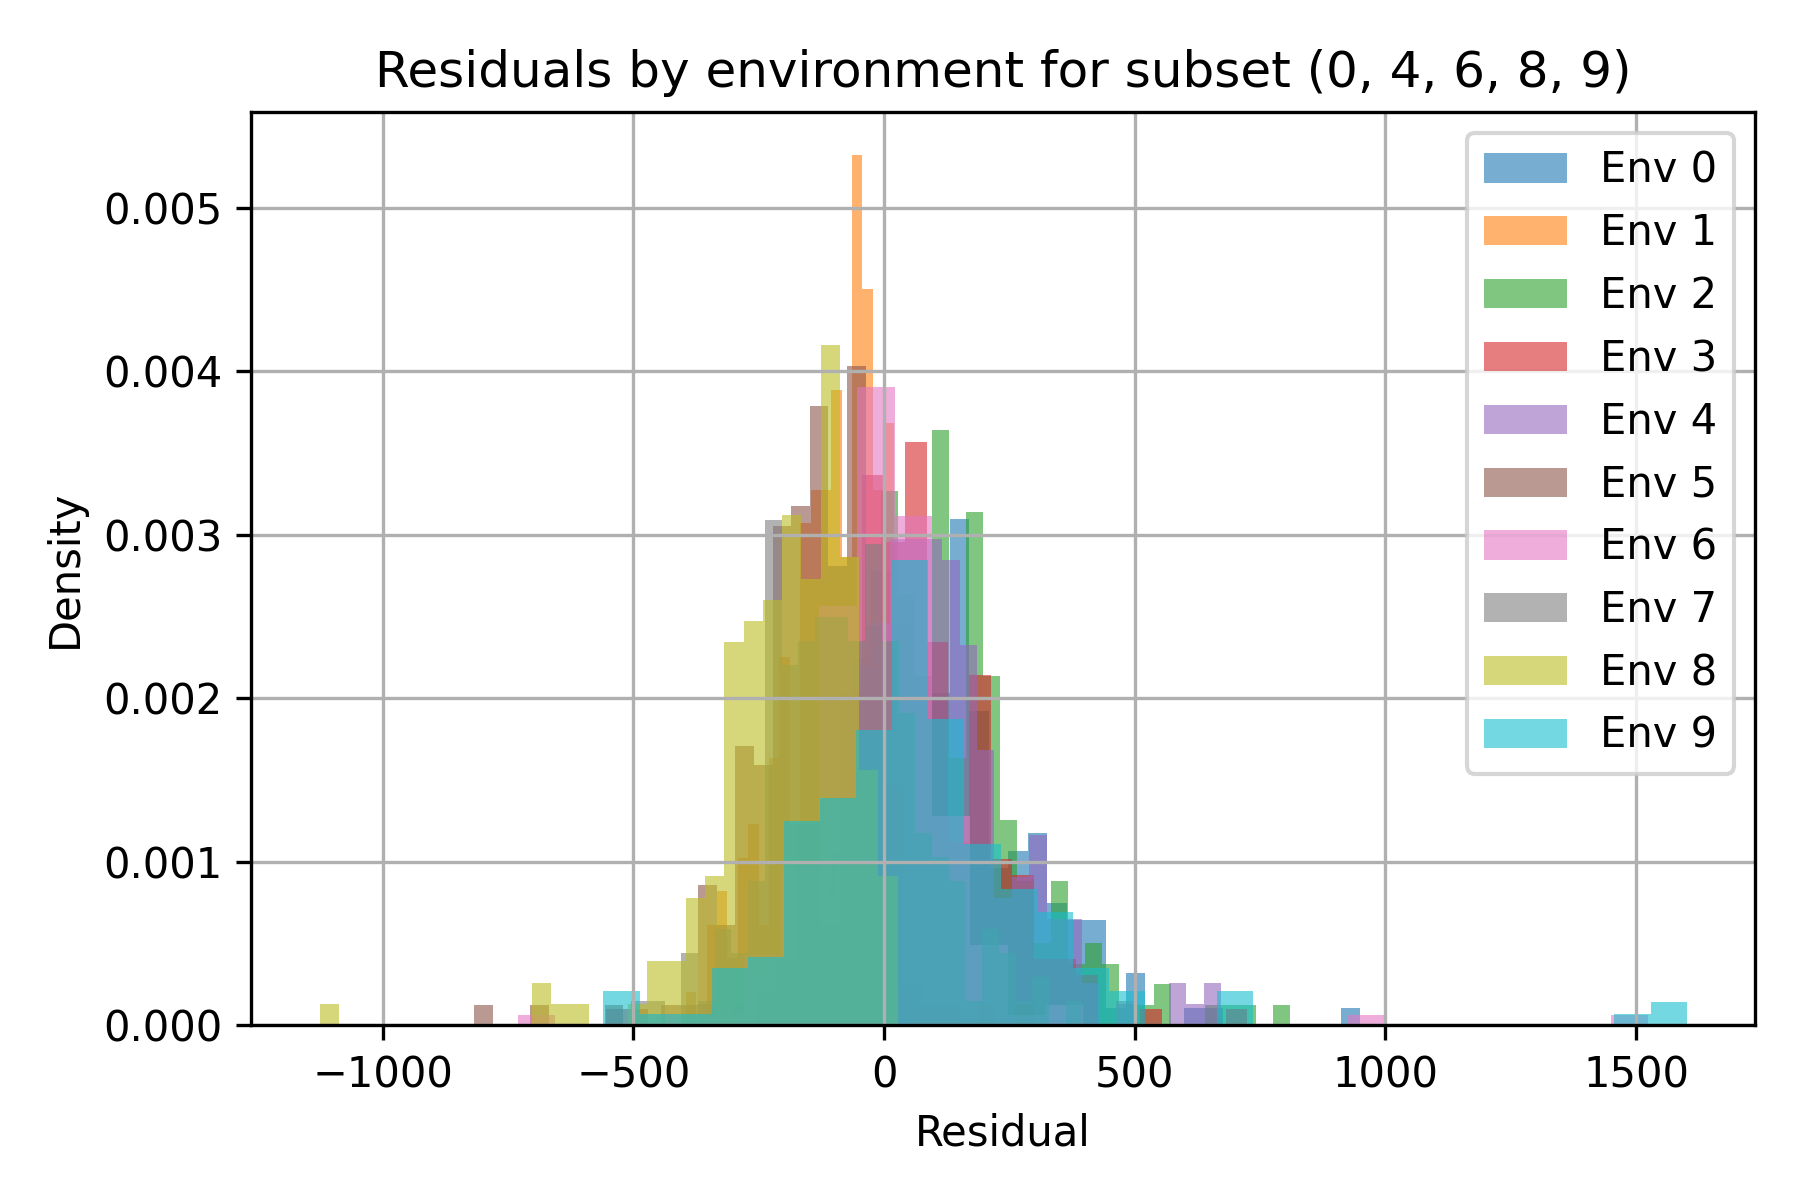 Residuals by environment for subset (0, 4, 6, 8, 9)
Density
0.005
0.004
0.003
0.002
0.001
0.000
−1000
−500
0
500
1000
1500
Residual
Env 0
Env 1
Env 2
Env 3
Env 4
Env 5
Env 6
Env 7
Env 8
Env 9